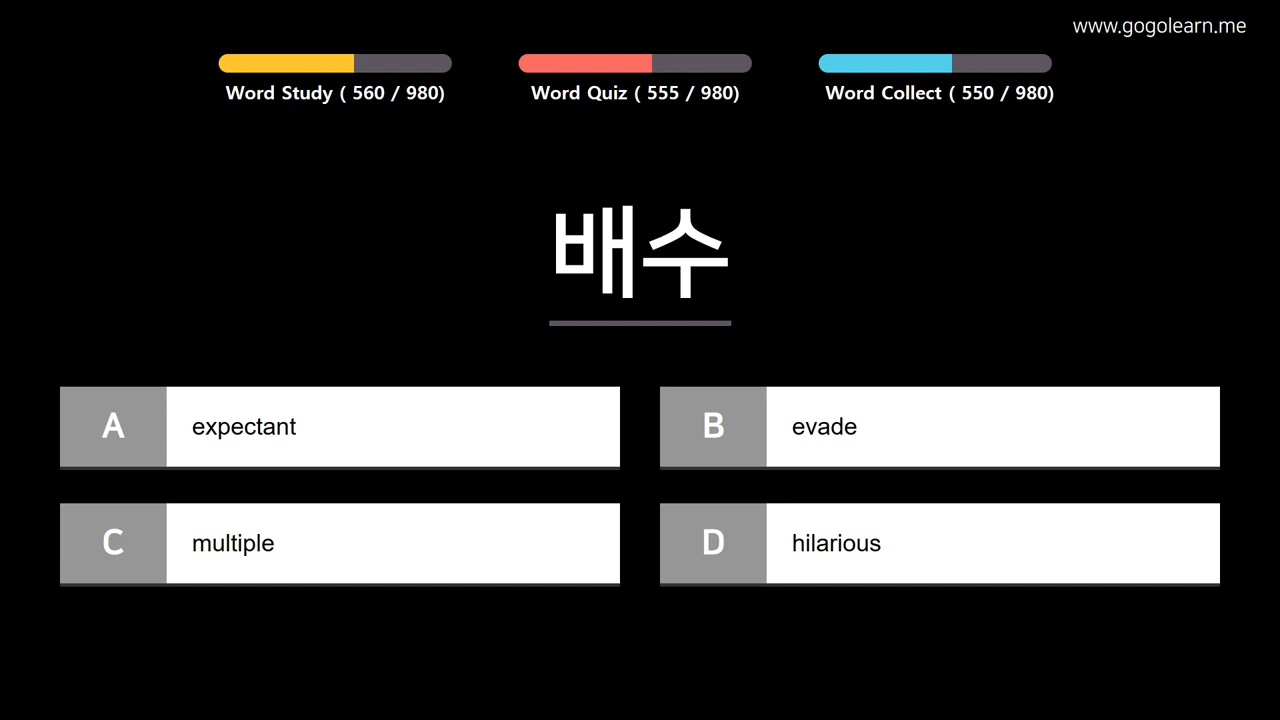 www.gogolearn.me
Word Study ( 560 / 980)
Word Quiz ( 555 / 980)
Word Collect ( 550 / 980)
배수
A expectant
B evade
C multiple
D hilarious